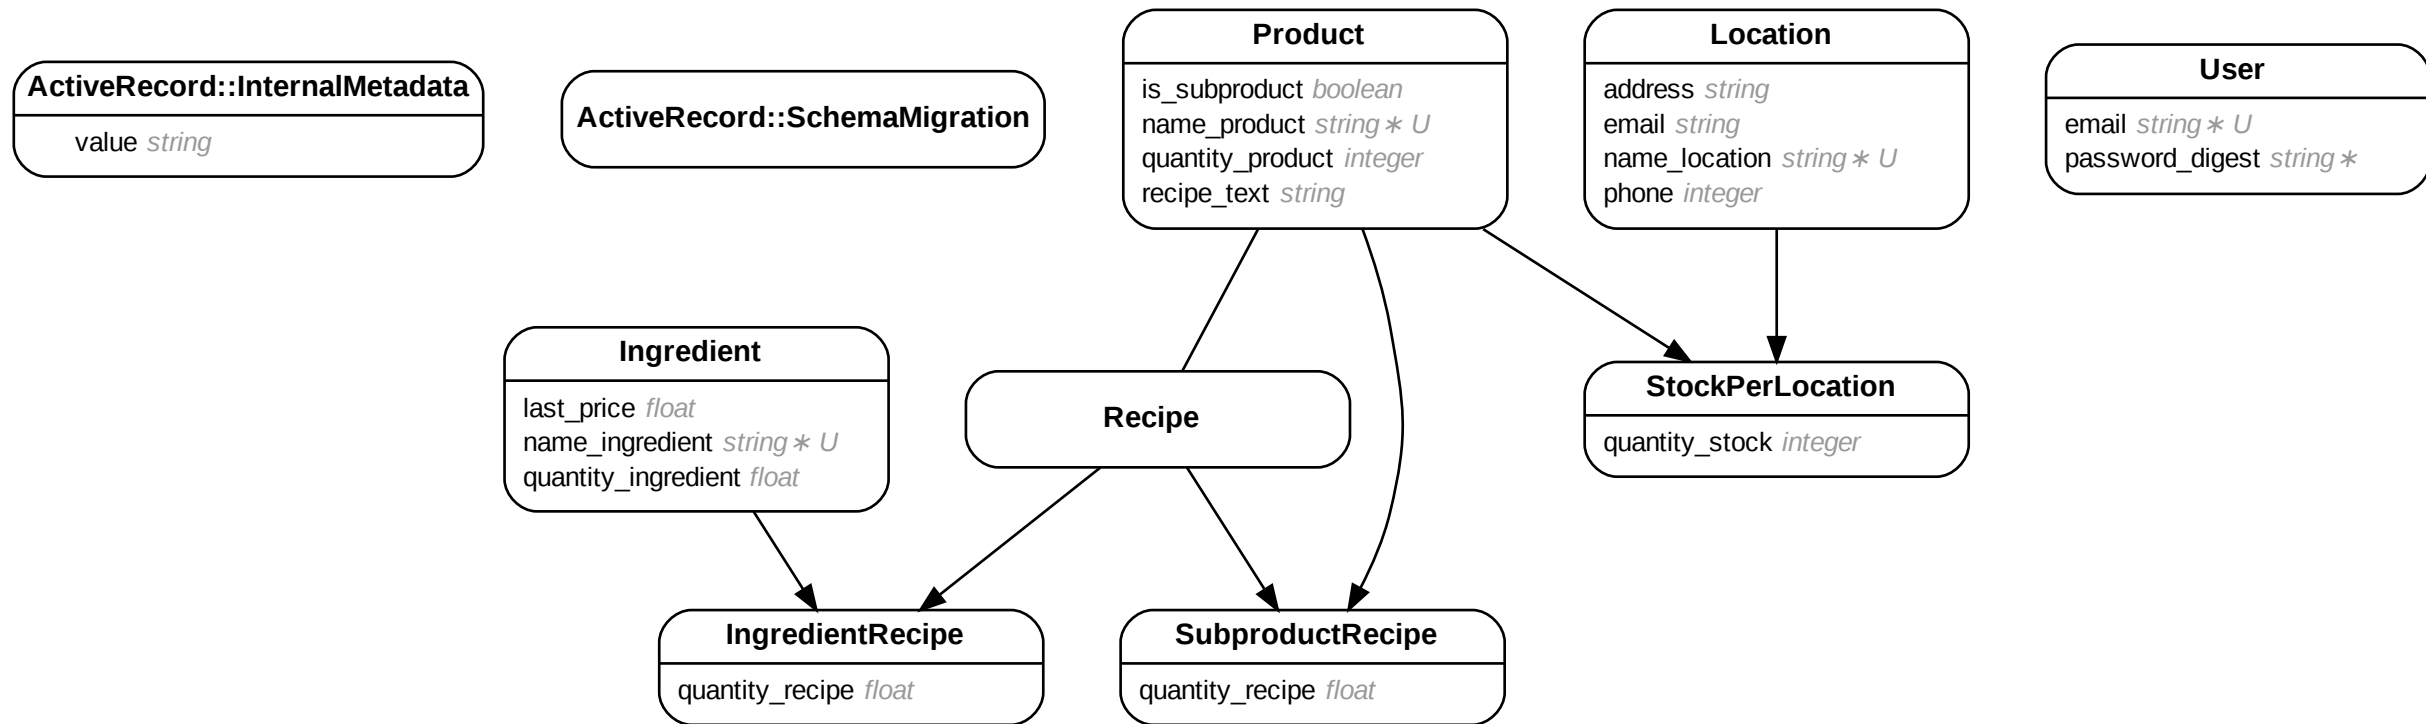 ActiveRecord::InternalMetadata
value string
ActiveRecord::SchemaMigration
Product
is_subproduct boolean
name_product string ∗ U
quantity_product integer
recipe_text string
Location
address string
email string
name_location string ∗ U
phone integer
User
email string ∗ U
password_digest string ∗
Ingredient
last_price float
name_ingredient string ∗ U
quantity_ingredient float
Recipe
StockPerLocation
quantity_stock integer
IngredientRecipe
quantity_recipe float
SubproductRecipe
quantity_recipe float